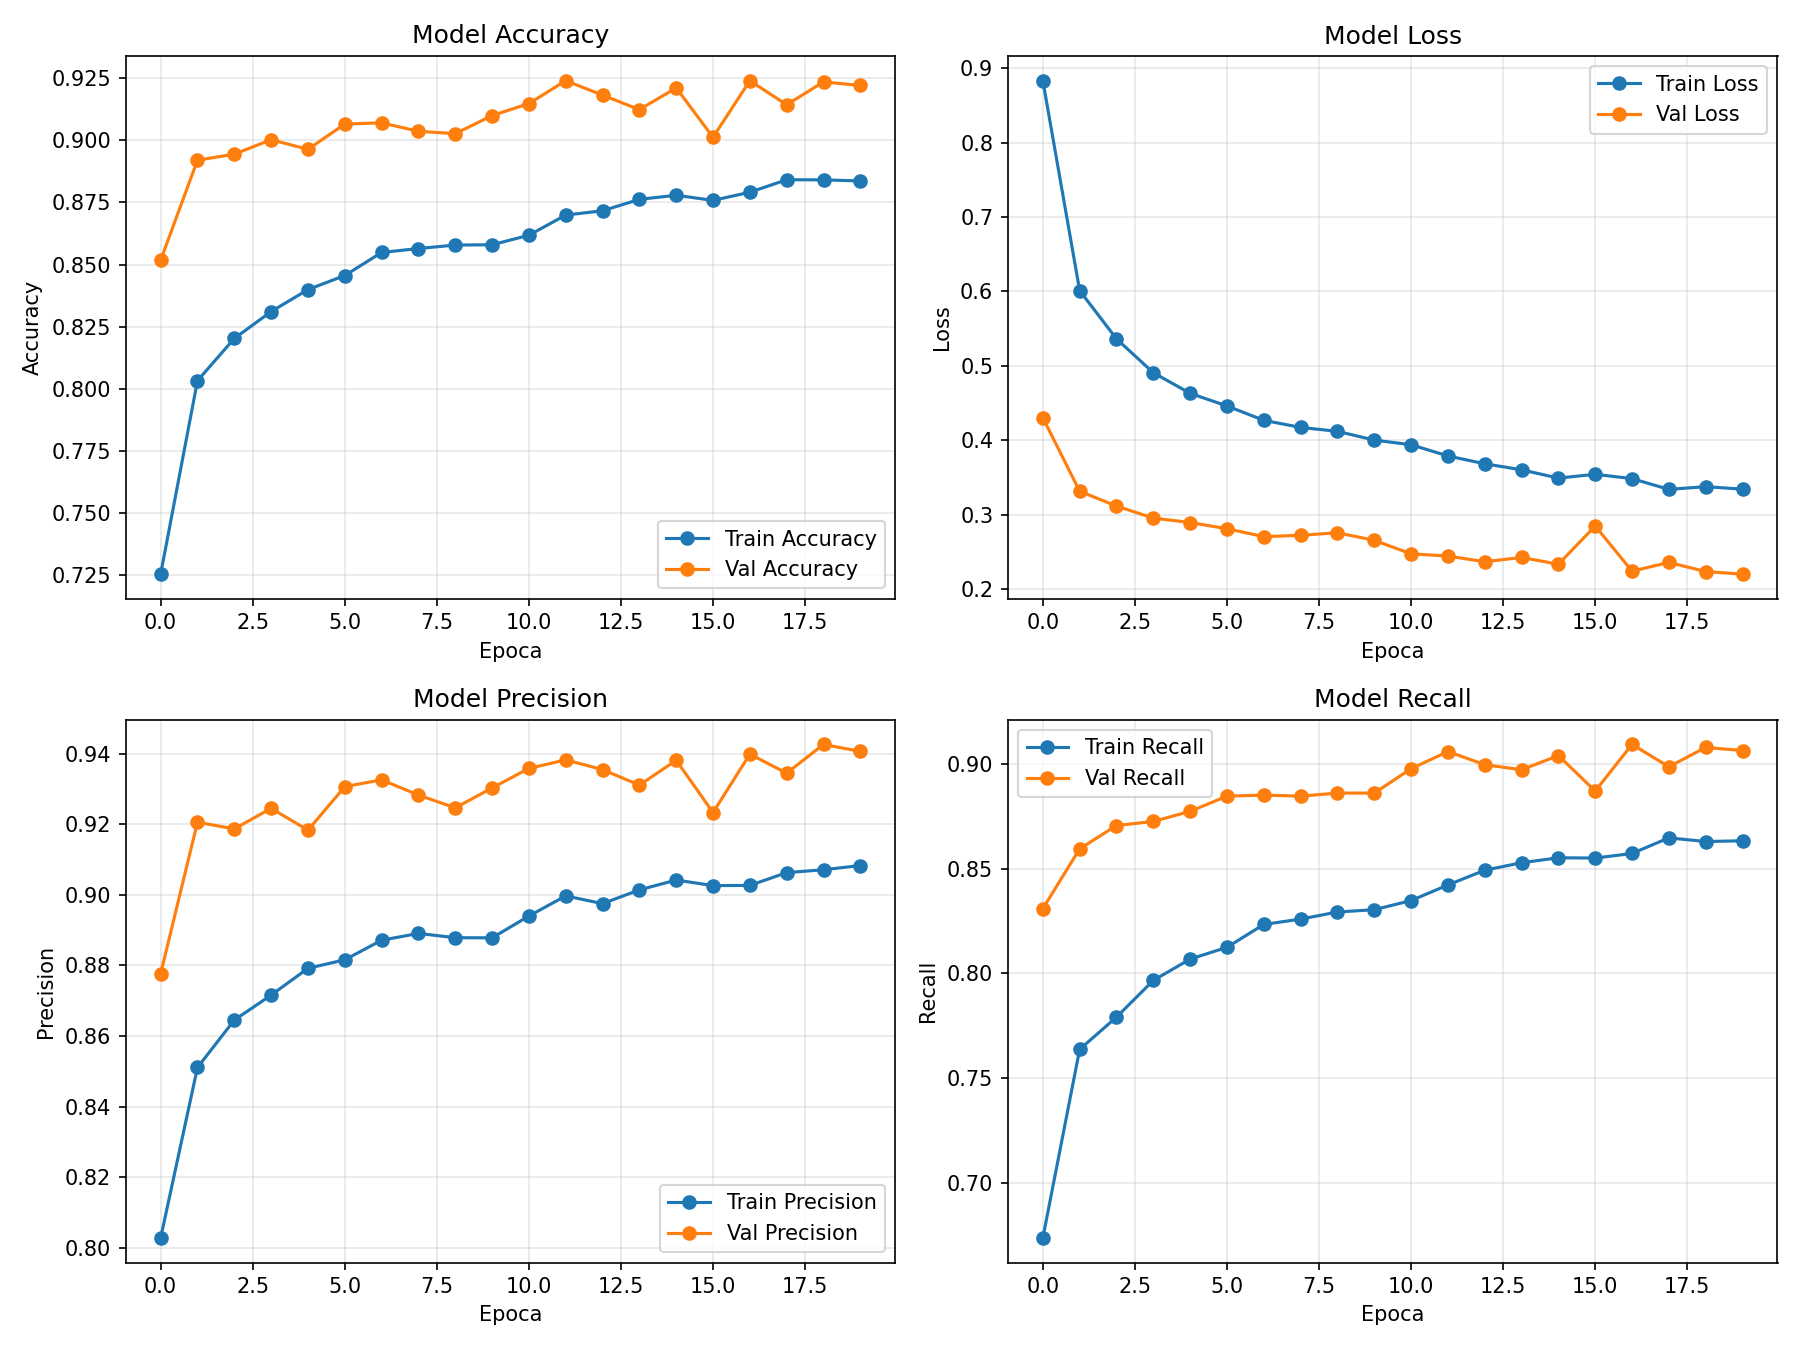 Model Accuracy
0.925
0.900
0.875
0.850
0.825
0.800
0.775
0.750
0.725
Accuracy
Train Accuracy
Val Accuracy
0.0 2.5 5.0 7.5 10.0 12.5 15.0 17.5
Epoca
Model Loss
0.9
0.8
0.7
0.6
0.5
0.4
0.3
0.2
Loss
Train Loss
Val Loss
0.0 2.5 5.0 7.5 10.0 12.5 15.0 17.5
Epoca
Model Precision
0.94
0.92
0.90
0.88
0.86
0.84
0.82
0.80
Precision
Train Precision
Val Precision
0.0 2.5 5.0 7.5 10.0 12.5 15.0 17.5
Epoca
Model Recall
Train Recall
Val Recall
0.90
0.85
0.80
0.75
0.70
Recall
0.0 2.5 5.0 7.5 10.0 12.5 15.0 17.5
Epoca